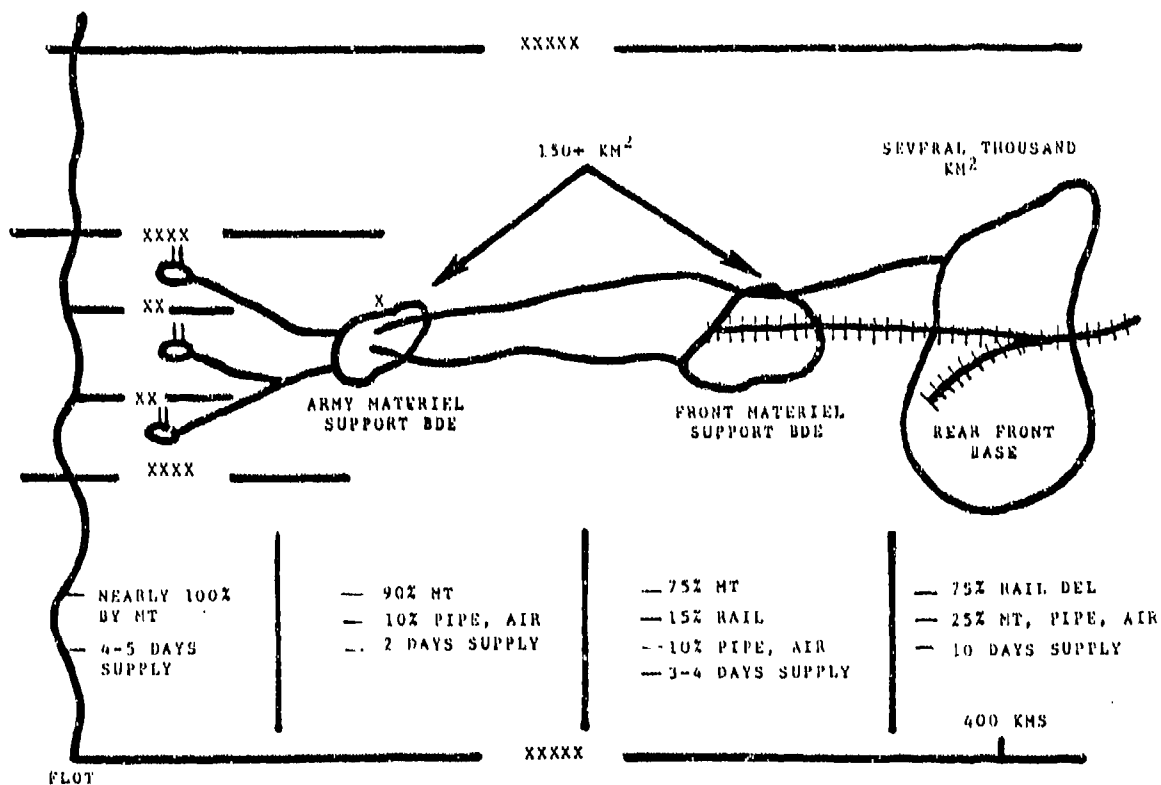 XXXXX
150+ KM²
SEVERAL THOUSAND
KM²
XXXX
XX
X
XX
XXXX
ARMY MATERIEL
SUPPORT BDE
FRONT MATERIEL
SUPPORT BDE
REAR FRONT
BASE
— NEARLY 100%
BY MT
— 4-5 DAYS
SUPPLY
— 90% MT
— 10% PIPE, AIR
— 2 DAYS SUPPLY
— 75% MT
— 15% RAIL
— 10% PIPE, AIR
— 3-4 DAYS SUPPLY
— 75% RAIL DEL
— 25% MT, PIPE, AIR
— 10 DAYS SUPPLY
400 KMS
XXXXX
FLOT